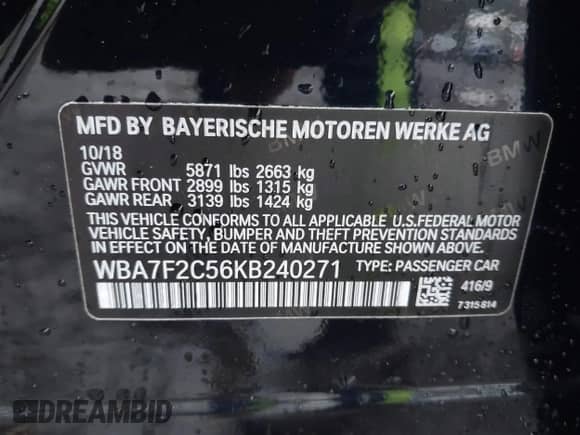 MFD BY BAYERISCHE MOTOREN WERKE AG
10/18
GVWR 5871 lbs 2663 kg
GAWR FRONT 2899 lbs 1315 kg
GAWR REAR 3139 lbs 1424 kg
THIS VEHICLE CONFORMS TO ALL APPLICABLE U.S.FEDERAL MOTOR
VEHICLE SAFETY, BUMPER AND THEFT PREVENTION STANDARDS
IN EFFECT ON THE DATE OF MANUFACTURE SHOWN ABOVE.
WBA7F2C56KB240271 TYPE: PASSENGER CAR
416/9
7315814
BMW
DREAMBID